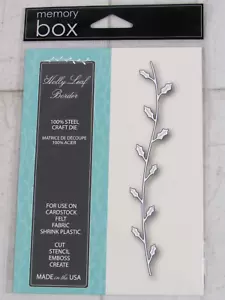 memory
box
Holly Leaf
Border
100% STEEL
CRAFT DIE
MATRICE DE DECOUPE
100% ACIER
FOR USE ON
CARDSTOCK
FELT
FABRIC
SHRINK PLASTIC
CUT
STENCIL
EMBOSS
CREATE
MADE in the USA